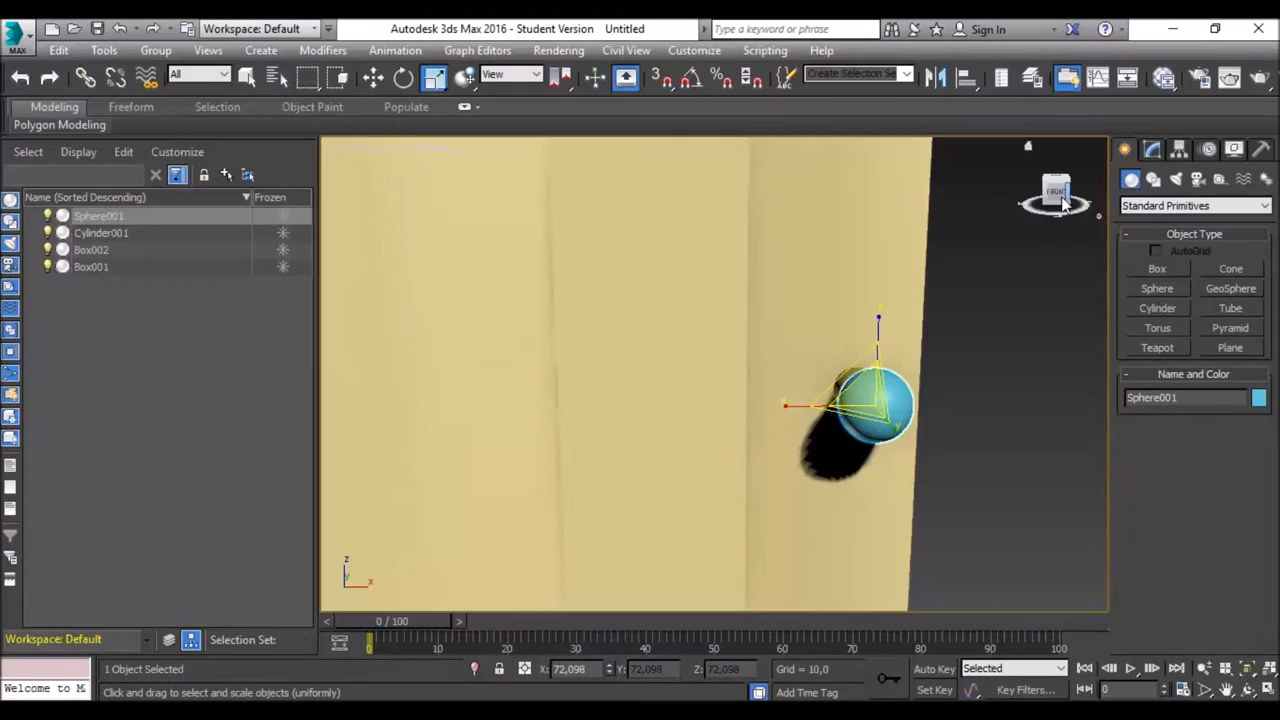 Workspace: Default
Autodesk 3ds Max 2016 - Student Version Untitled
Type a keyword or phrase
Sign In
MAX
Edit Tools Group Views Create Modifiers Animation Graph Editors Rendering Civil View Customize Scripting Help
All
View
3
Create Selection Se
Modeling Freeform Selection Object Paint Populate
Polygon Modeling
Select Display Edit Customize
Name (Sorted Descending) Frozen
Sphere001
Cylinder001
Box002
Box001
FRONT
Standard Primitives
- Object Type
AutoGrid
Box Cone
Sphere GeoSphere
Cylinder Tube
Torus Pyramid
Teapot Plane
- Name and Color
Sphere001
y
z
y
x
< 0 / 100 >
0 10 20 30 40 50 60 70 80 90 100
Workspace: Default
Selection Set:
1 Object Selected
X: 72,098 Y: 72,098 Z: 72,098
Grid = 10,0
Auto Key
Selected
Welcome to M
Click and drag to select and scale objects (uniformly)
Add Time Tag
Set Key
Key Filters...
0